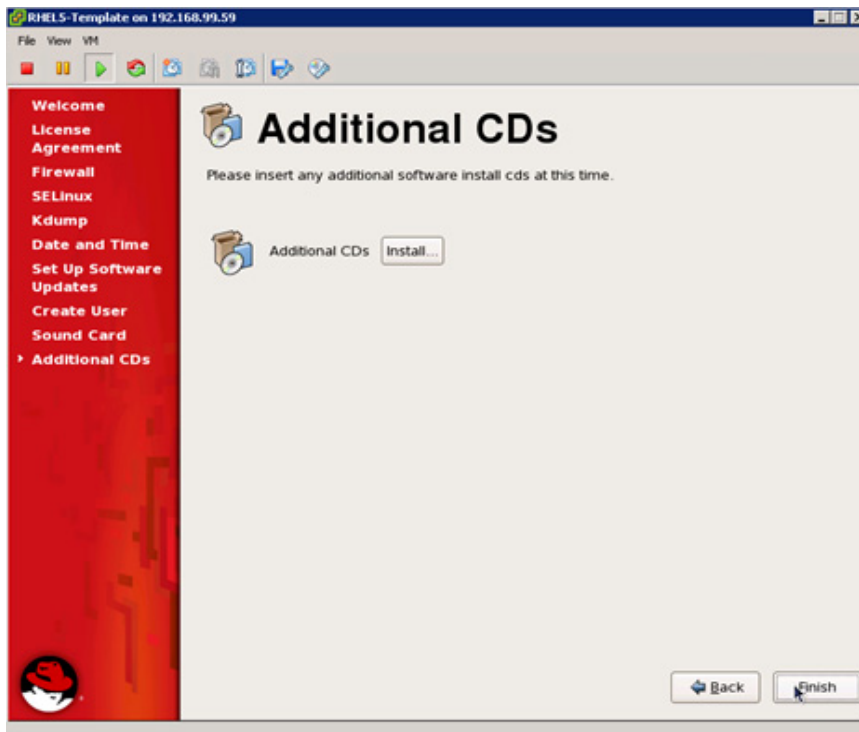 RHEL5-Template on 192.168.99.59
File View VM
Welcome
License
Agreement
Firewall
SELinux
Kdump
Date and Time
Set Up Software
Updates
Create User
Sound Card
Additional CDs
Additional CDs
Please insert any additional software install cds at this time.
Additional CDs Install...
Back Finish